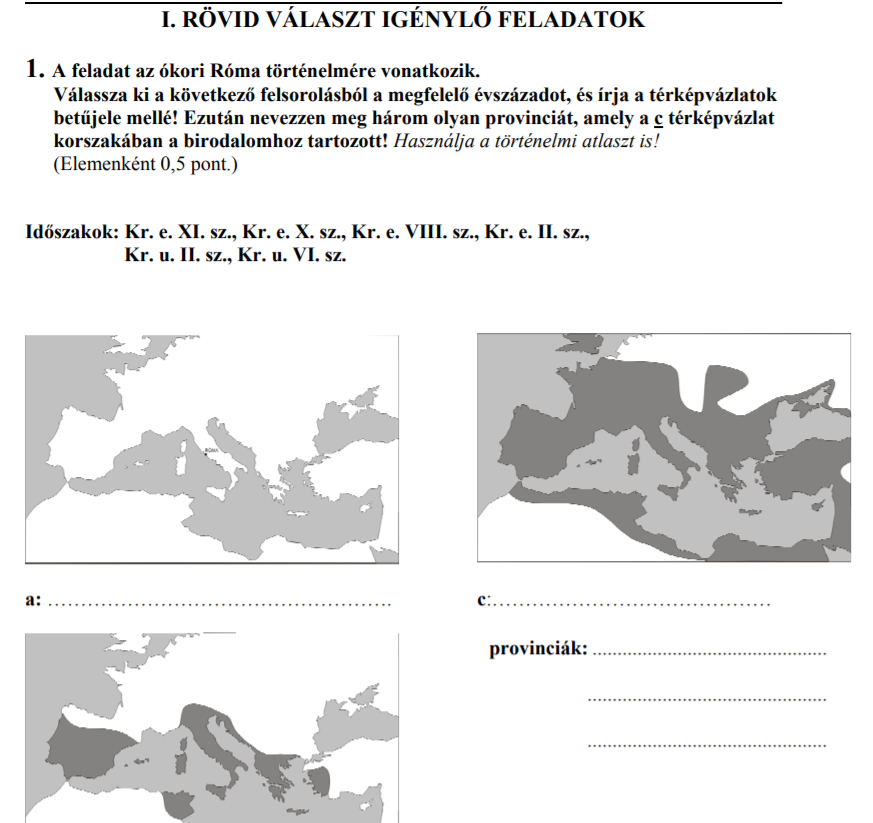 I. RÖVID VÁLASZT IGÉNYLŐ FELADATOK
1. A feladat az ókori Róma történelmére vonatkozik.
Válassza ki a következő felsorolásból a megfelelő évszázadot, és írja a térképvázlatok
betűjele mellé! Ezután nevezzen meg három olyan provinciát, amely a c térképvázlat
korszakában a birodalomhoz tartozott! Használja a történelmi atlaszt is!
(Elemenként 0,5 pont.)
Időszakok: Kr. e. XI. sz., Kr. e. X. sz., Kr. e. VIII. sz., Kr. e. II. sz.,
Kr. u. II. sz., Kr. u. VI. sz.
RÓMA
a: ....................................................
c:..........................................
provinciák: ..........................................
..........................................
..........................................